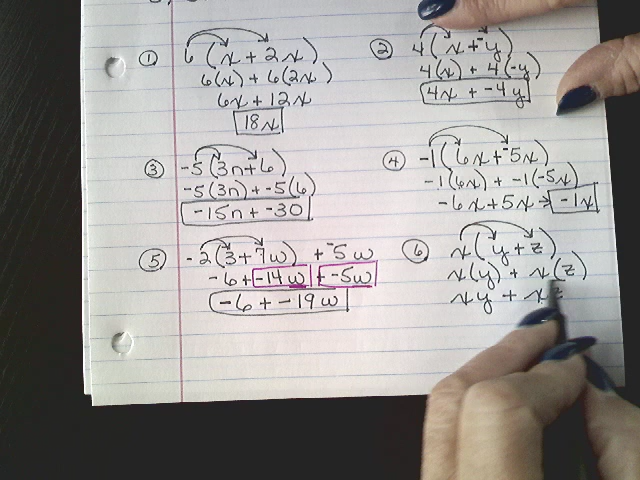 ① 6(x + 2x)
6(x) + 6(2x)
6x + 12x
18x
② 4(x + -y)
4(x) + 4(-y)
4x + -4y
③ -5(3n + 6)
-5(3n) + -5(6)
-15n + -30
④ -1(6x + -5x)
-1(6x) + -1(-5x)
-6x + 5x → -1x
⑤ -2(3 + 7w) + -5w
-6 + -14w + -5w
-6 + -19w
⑥ x(y + z)
x(y) + x(z)
xy + xz